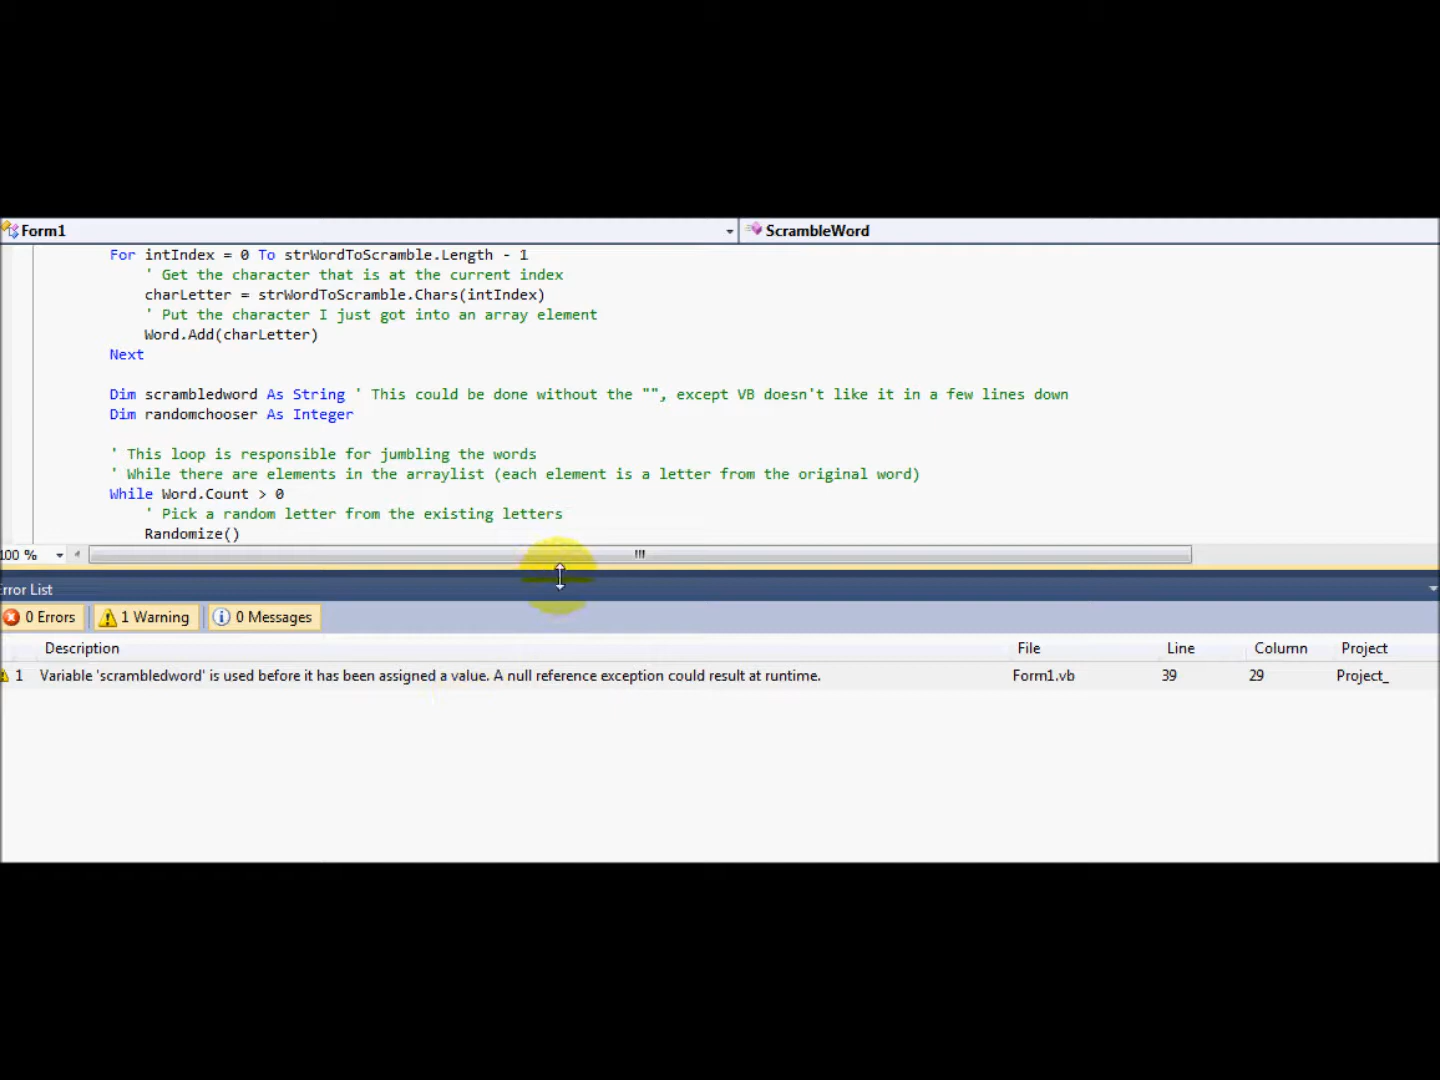 Form1
ScrambleWord
For intIndex = 0 To strWordToScramble.Length - 1
' Get the character that is at the current index
charLetter = strWordToScramble.Chars(intIndex)
' Put the character I just got into an array element
Word.Add(charLetter)
Next
Dim scrambledword As String ' This could be done without the "", except VB doesn't like it in a few lines down
Dim randomchooser As Integer
' This loop is responsible for jumbling the words
' While there are elements in the arraylist (each element is a letter from the original word)
While Word.Count > 0
' Pick a random letter from the existing letters
Randomize()
100 %
rror List
0 Errors 1 Warning 0 Messages
Description File Line Column Project
1 Variable 'scrambledword' is used before it has been assigned a value. A null reference exception could result at runtime. Form1.vb 39 29 Project_